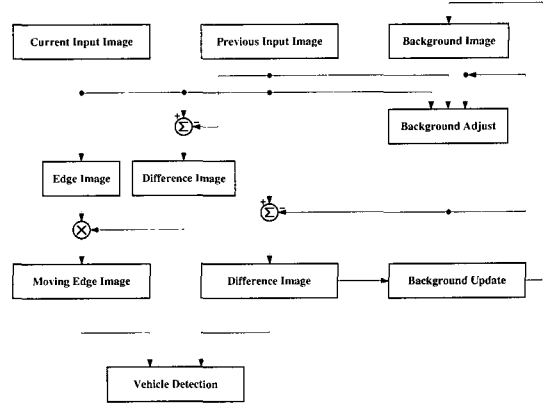 Current Input Image
Previous Input Image
Background Image
Background Adjust
+
Σ
−
Edge Image
Difference Image
+
Σ
−
Moving Edge Image
Difference Image
Background Update
Vehicle Detection